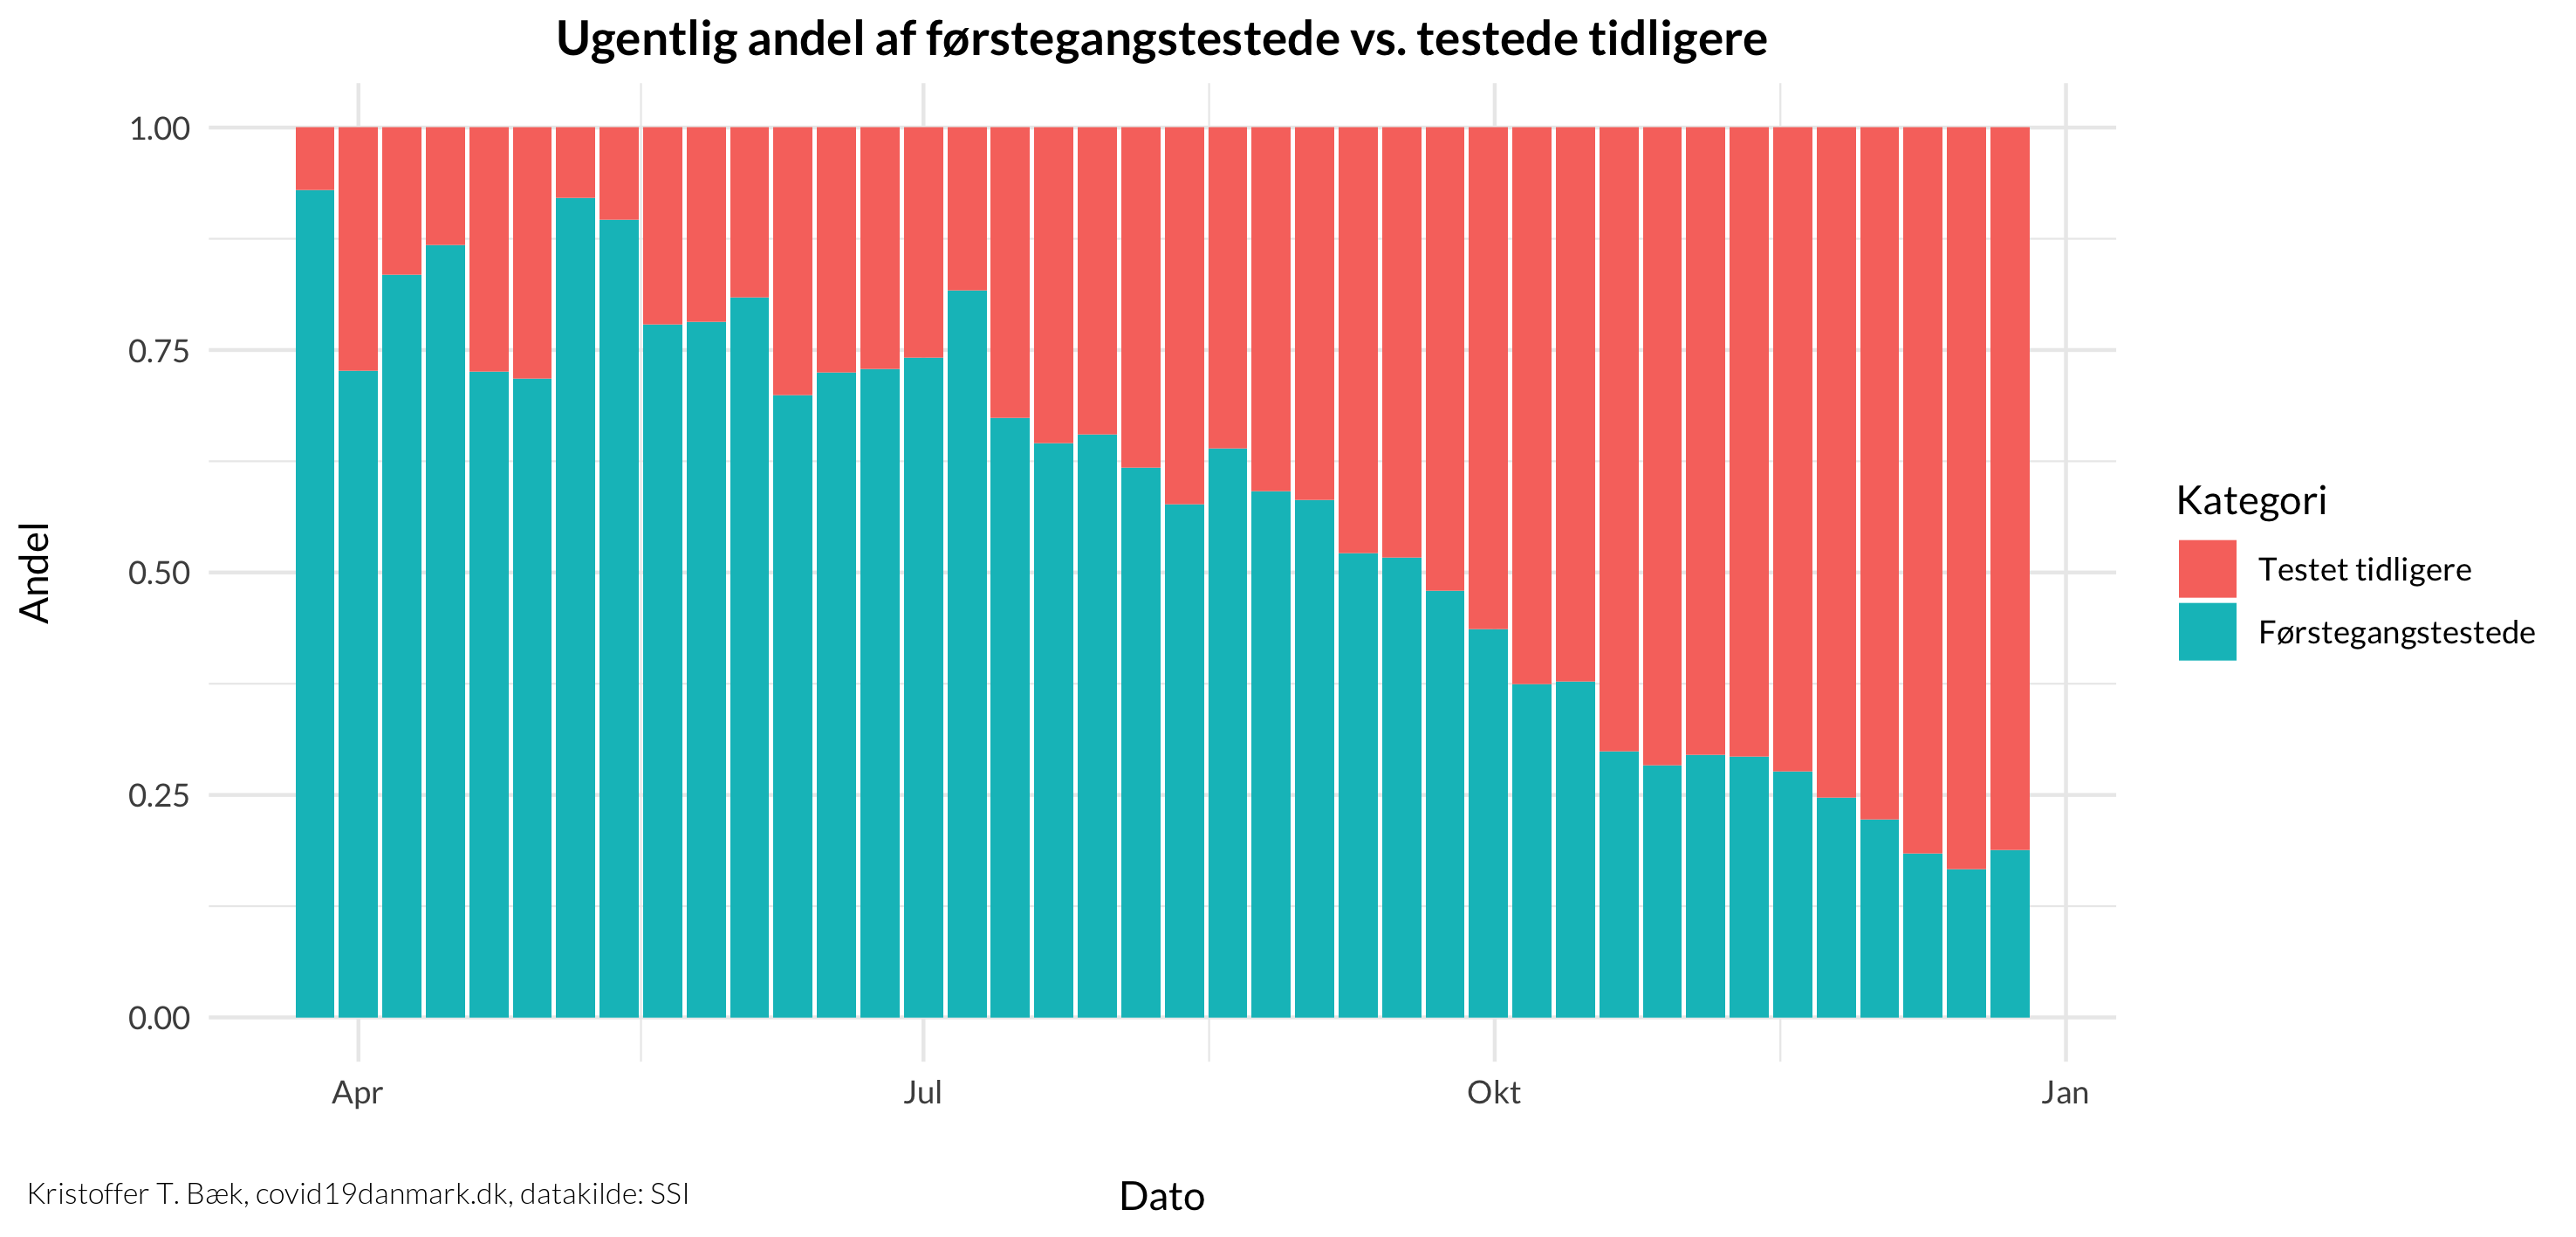 Ugentlig andel af førstegangstestede vs. testede tidligere
1.00
0.75
0.50
0.25
0.00
Andel
Apr
Jul
Okt
Jan
Dato
Kategori
Testet tidligere
Førstegangstestede
Kristoffer T. Bæk, covid19danmark.dk, datakilde: SSI